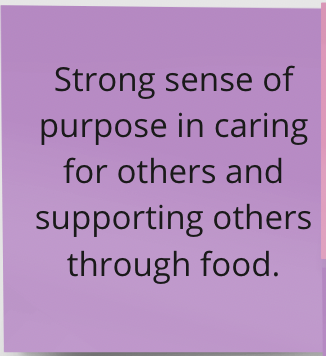 Strong sense of
purpose in caring
for others and
supporting others
through food.